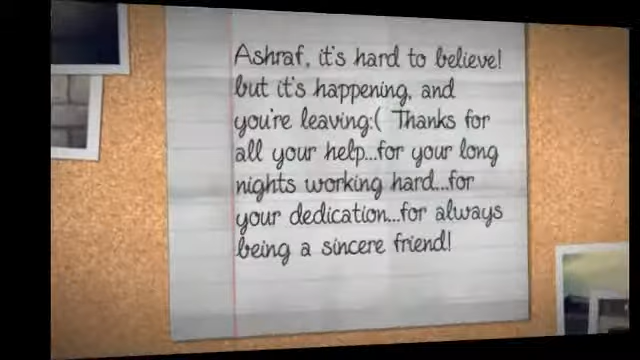 Ashraf, it's hard to believe!
but it's happening, and
you're leaving:( Thanks for
all your help...for your long
nights working hard...for
your dedication...for always
being a sincere friend!